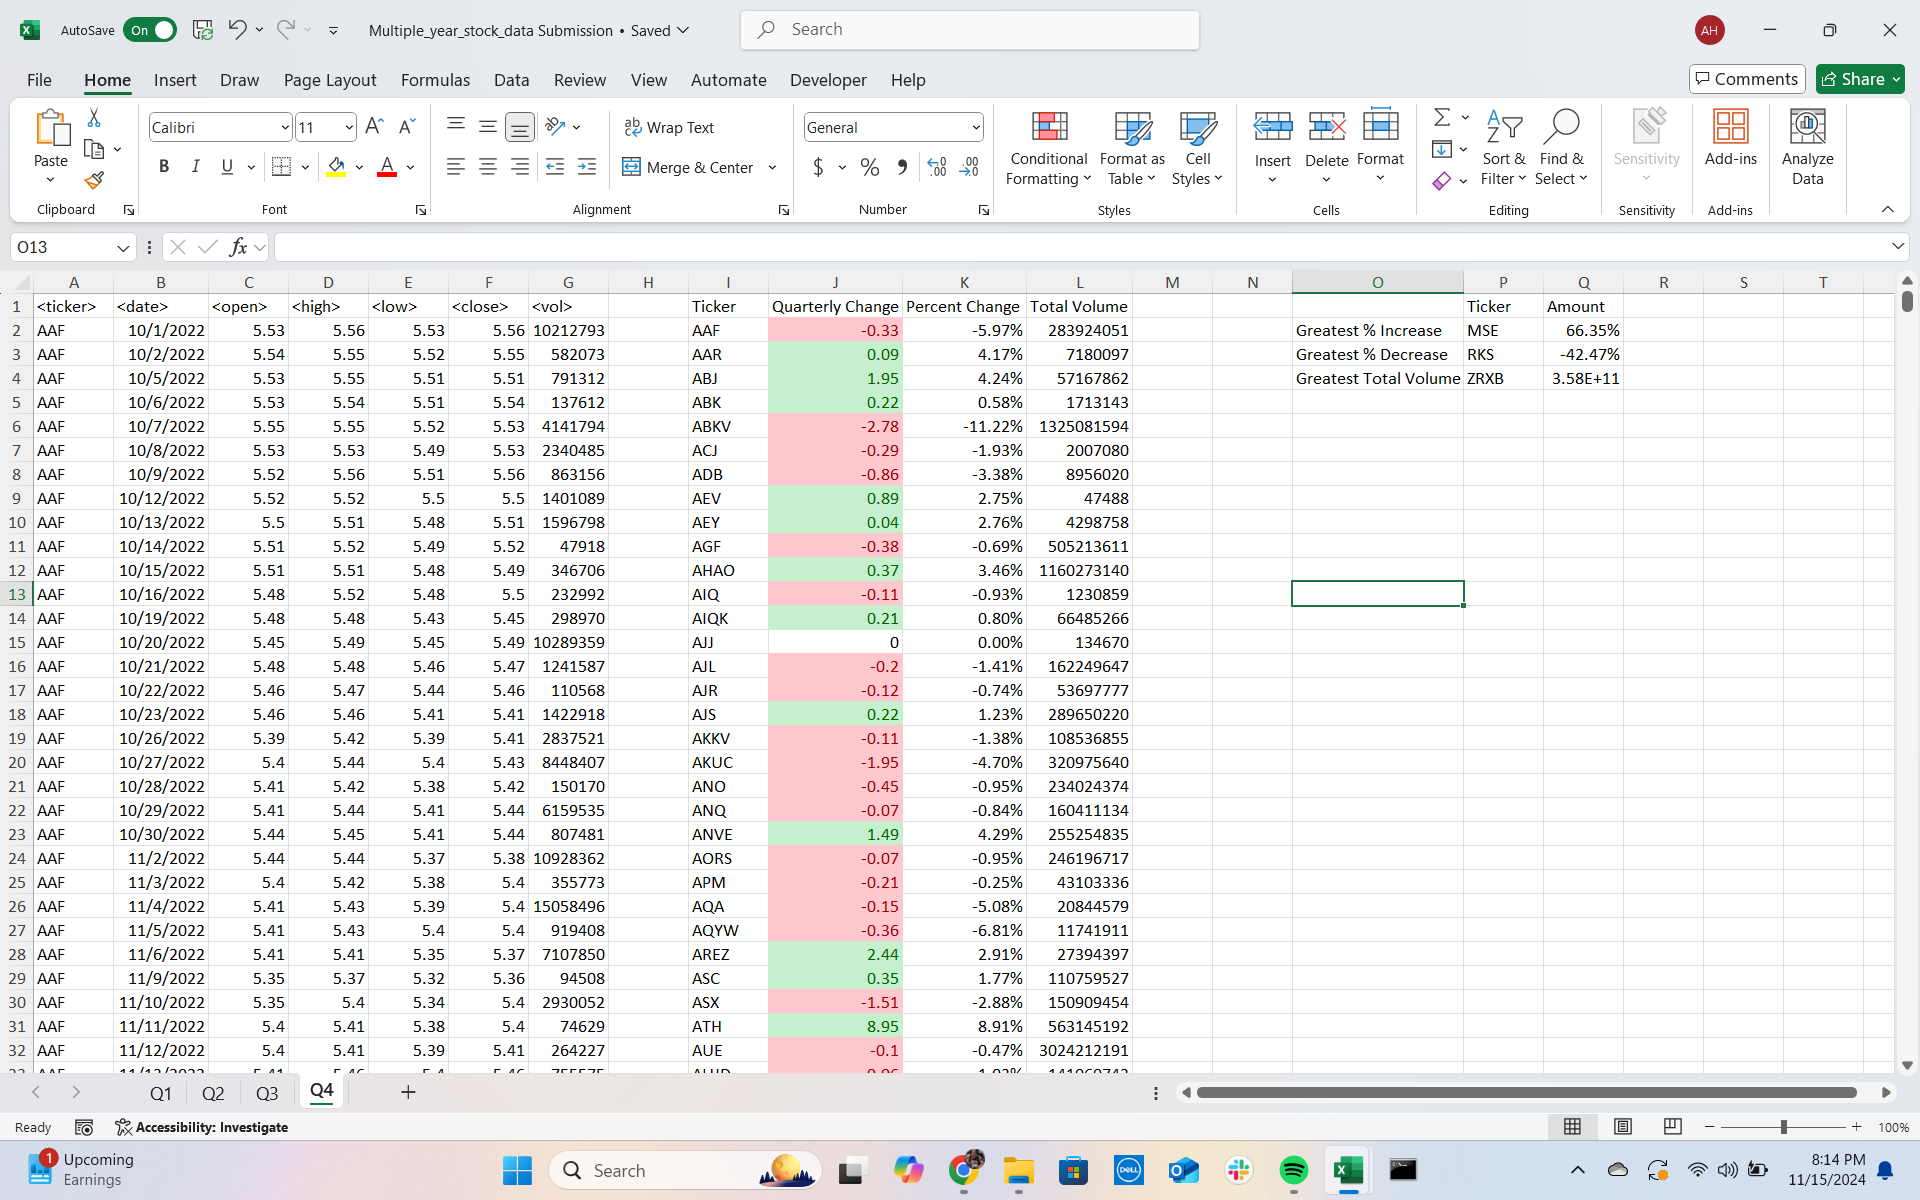 AutoSave On Multiple_year_stock_data Submission • Saved Search AH
File Home Insert Draw Page Layout Formulas Data Review View Automate Developer Help Comments Share
Paste
Clipboard
Calibri 11
B I U
Font
Wrap Text
Merge & Center
Alignment
General
$ % ,
Number
Conditional Formatting
Format as Table
Cell Styles
Styles
Insert Delete Format
Cells
Sort & Filter
Find & Select
Editing
Sensitivity
Sensitivity
Add-ins
Add-ins
Analyze Data
O13 fx
A B C D E F G H I J K L M N O P Q R S T
1 <ticker> <date> <open> <high> <low> <close> <vol> Ticker Quarterly Change Percent Change Total Volume Ticker Amount
2 AAF 10/1/2022 5.53 5.56 5.53 5.56 10212793 AAF -0.33 -5.97% 283924051 Greatest % Increase MSE 66.35%
3 AAF 10/2/2022 5.54 5.55 5.52 5.55 582073 AAR 0.09 4.17% 7180097 Greatest % Decrease RKS -42.47%
4 AAF 10/5/2022 5.53 5.55 5.51 5.51 791312 ABJ 1.95 4.24% 57167862 Greatest Total Volume ZRXB 3.58E+11
5 AAF 10/6/2022 5.53 5.54 5.51 5.54 137612 ABK 0.22 0.58% 1713143
6 AAF 10/7/2022 5.55 5.55 5.52 5.53 4141794 ABKV -2.78 -11.22% 1325081594
7 AAF 10/8/2022 5.53 5.53 5.49 5.53 2340485 ACJ -0.29 -1.93% 2007080
8 AAF 10/9/2022 5.52 5.56 5.51 5.56 863156 ADB -0.86 -3.38% 8956020
9 AAF 10/12/2022 5.52 5.52 5.5 5.5 1401089 AEV 0.89 2.75% 47488
10 AAF 10/13/2022 5.5 5.51 5.48 5.51 1596798 AEY 0.04 2.76% 4298758
11 AAF 10/14/2022 5.51 5.52 5.49 5.52 47918 AGF -0.38 -0.69% 505213611
12 AAF 10/15/2022 5.51 5.51 5.48 5.49 346706 AHAO 0.37 3.46% 1160273140
13 AAF 10/16/2022 5.48 5.52 5.48 5.5 232992 AIQ -0.11 -0.93% 1230859
14 AAF 10/19/2022 5.48 5.48 5.43 5.45 298970 AIQK 0.21 0.80% 66485266
15 AAF 10/20/2022 5.45 5.49 5.45 5.49 10289359 AJJ 0 0.00% 134670
16 AAF 10/21/2022 5.48 5.48 5.46 5.47 1241587 AJL -0.2 -1.41% 162249647
17 AAF 10/22/2022 5.46 5.47 5.44 5.46 110568 AJR -0.12 -0.74% 53697777
18 AAF 10/23/2022 5.46 5.46 5.41 5.41 1422918 AJS 0.22 1.23% 289650220
19 AAF 10/26/2022 5.39 5.42 5.39 5.41 2837521 AKKV -0.11 -1.38% 108536855
20 AAF 10/27/2022 5.4 5.44 5.4 5.43 8448407 AKUC -1.95 -4.70% 320975640
21 AAF 10/28/2022 5.41 5.42 5.38 5.42 150170 ANO -0.45 -0.95% 234024374
22 AAF 10/29/2022 5.41 5.44 5.41 5.44 6159535 ANQ -0.07 -0.84% 160411134
23 AAF 10/30/2022 5.44 5.45 5.41 5.44 807481 ANVE 1.49 4.29% 255254835
24 AAF 11/2/2022 5.44 5.44 5.37 5.38 10928362 AORS -0.07 -0.95% 246196717
25 AAF 11/3/2022 5.4 5.42 5.38 5.4 355773 APM -0.21 -0.25% 43103336
26 AAF 11/4/2022 5.41 5.43 5.39 5.4 15058496 AQA -0.15 -5.08% 20844579
27 AAF 11/5/2022 5.41 5.43 5.4 5.4 919408 AQYW -0.36 -6.81% 11741911
28 AAF 11/6/2022 5.41 5.41 5.35 5.37 7107850 AREZ 2.44 2.91% 27394397
29 AAF 11/9/2022 5.35 5.37 5.32 5.36 94508 ASC 0.35 1.77% 110759527
30 AAF 11/10/2022 5.35 5.4 5.34 5.4 2930052 ASX -1.51 -2.88% 150909454
31 AAF 11/11/2022 5.4 5.41 5.38 5.4 74629 ATH 8.95 8.91% 563145192
32 AAF 11/12/2022 5.4 5.41 5.39 5.41 264227 AUE -0.1 -0.47% 3024212191
Q1 Q2 Q3 Q4
Ready Accessibility: Investigate 100%
1 Upcoming
Earnings
Search
DELL
8:14 PM
11/15/2024